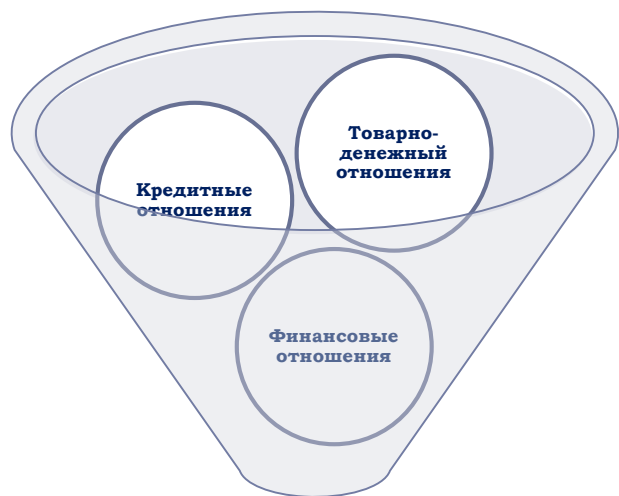 Товарно-
денежный
отношения
Кредитные
отношения
Финансовые
отношения